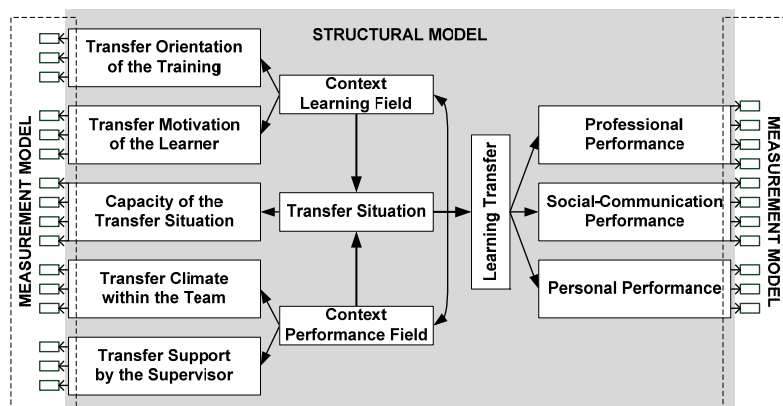 STRUCTURAL MODEL
MEASUREMENT MODEL
Transfer Orientation
of the Training
Transfer Motivation
of the Learner
Capacity of the
Transfer Situation
Transfer Climate
within the Team
Transfer Support
by the Supervisor
Context
Learning Field
Transfer Situation
Context
Performance Field
Learning Transfer
Professional
Performance
Social-Communication
Performance
Personal Performance
MEASUREMENT MODEL